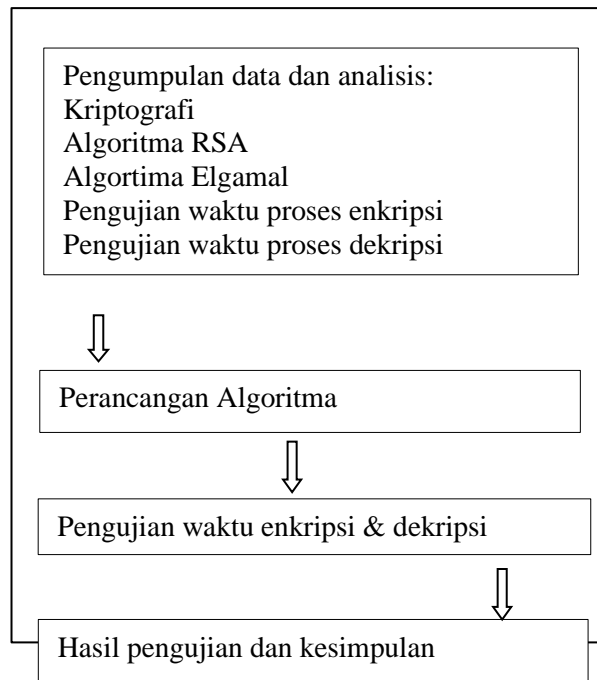 Pengumpulan data dan analisis:
Kriptografi
Algoritma RSA
Algortima Elgamal
Pengujian waktu proses enkripsi
Pengujian waktu proses dekripsi
Perancangan Algoritma
Pengujian waktu enkripsi & dekripsi
Hasil pengujian dan kesimpulan